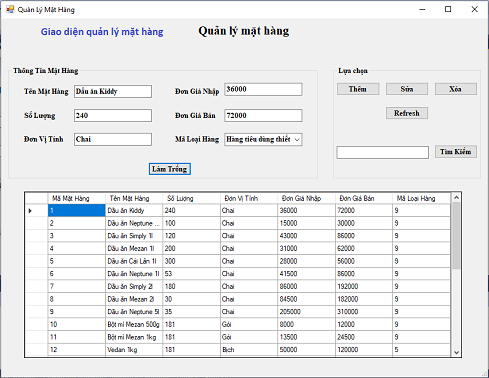 Quản Lý Mặt Hàng
Giao diện quản lý mặt hàng
Quản lý mặt hàng
Thông Tin Mặt Hàng
Tên Mặt Hàng Dầu ăn Kiddy Đơn Giá Nhập 36000
Số Lượng 240 Đơn Giá Bán 72000
Đơn Vị Tính Chai Mã Loại Hàng Hàng tiêu dùng thiết
Làm Trống
Lựa chọn
Thêm Sửa Xóa
Refresh
Tìm Kiếm
Mã Mặt Hàng Tên Mặt Hàng Số Lượng Đơn Vị Tính Đơn Giá Nhập Đơn Giá Bán Mã Loại Hàng
1 Dầu ăn Kiddy 240 Chai 36000 72000 9
2 Dầu ăn Neptune ... 100 Chai 15000 30000 9
3 Dầu ăn Simply 1l 120 Chai 43000 86000 9
4 Dầu ăn Mezan 1l 200 Chai 31000 62000 9
5 Dầu ăn Cái Lân 1l 300 Chai 28000 56000 9
6 Dầu ăn Neptune 1l 53 Chai 41500 86000 9
7 Dầu ăn Simply 2l 180 Chai 86000 192000 9
8 Dầu ăn Mezan 2l 30 Chai 84500 182000 9
9 Dầu ăn Neptune 5l 35 Chai 205000 310000 9
10 Bột mì Mezan 500g 181 Gói 8000 12000 9
11 Bột mì Mezan 1kg 181 Gói 13500 24500 9
12 Vedan 1kg 181 Bịch 50000 120000 5